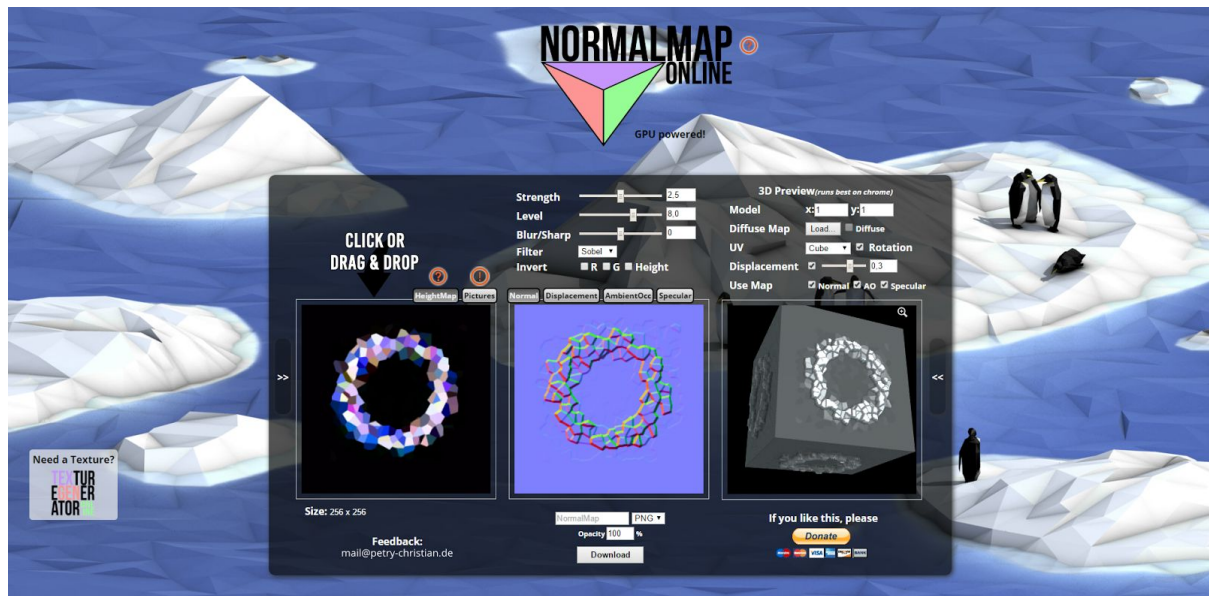 NORMALMAP
ONLINE
GPU powered!
Strength 2,5
Level 8,0
Blur/Sharp 0
Filter Sobel
Invert R G Height
3D Preview(runs best on chrome)
Model x:1 y:1
Diffuse Map Load... Diffuse
UV Cube Rotation
Displacement 0,3
Use Map Normal AO Specular
CLICK OR
DRAG & DROP
HeightMap Pictures
Normal Displacement AmbientOcc Specular
>>
<<
Need a Texture?
TEXTUR
EGENER
ATOR
Size: 256 x 256
Feedback:
mail@petry-christian.de
NormalMap PNG
Opacity 100 %
Download
If you like this, please
Donate
VISA